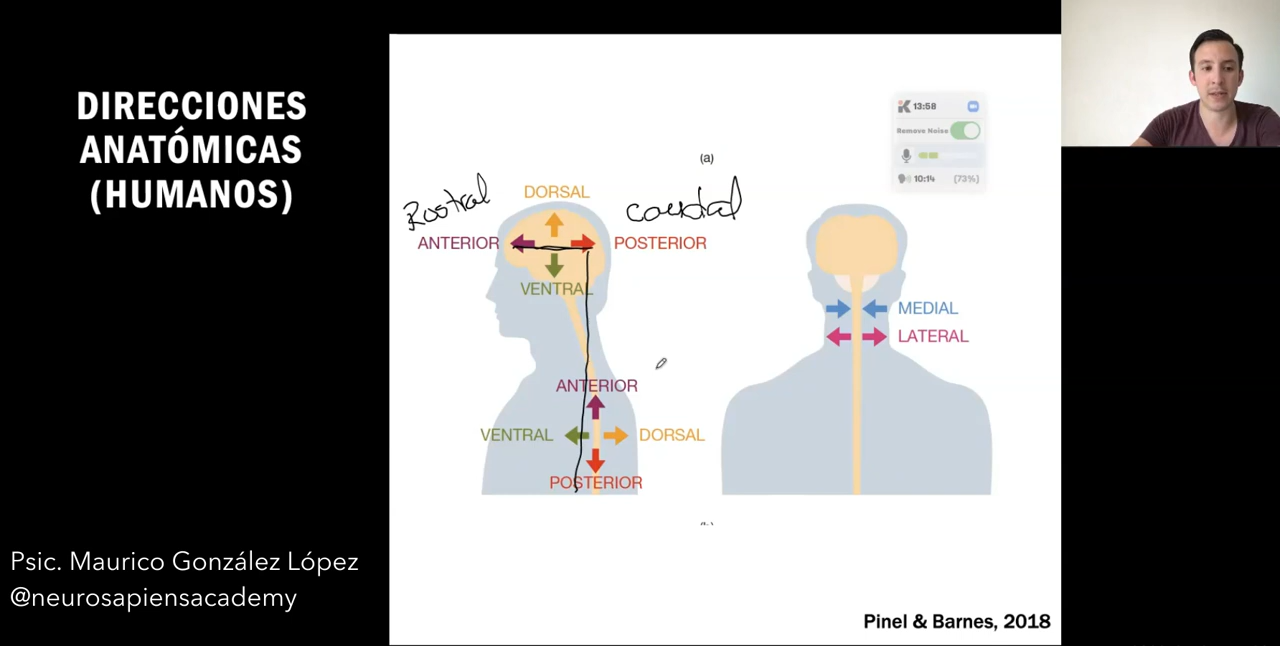 DIRECCIONES
ANATÓMICAS
(HUMANOS)
Psic. Maurico González López
@neurosapiensacademy
13:58
Remove Noise
10:14 (73%)
(a)
Rostral
DORSAL
caudal
ANTERIOR
POSTERIOR
VENTRAL
ANTERIOR
VENTRAL
DORSAL
POSTERIOR
MEDIAL
LATERAL
Pinel & Barnes, 2018